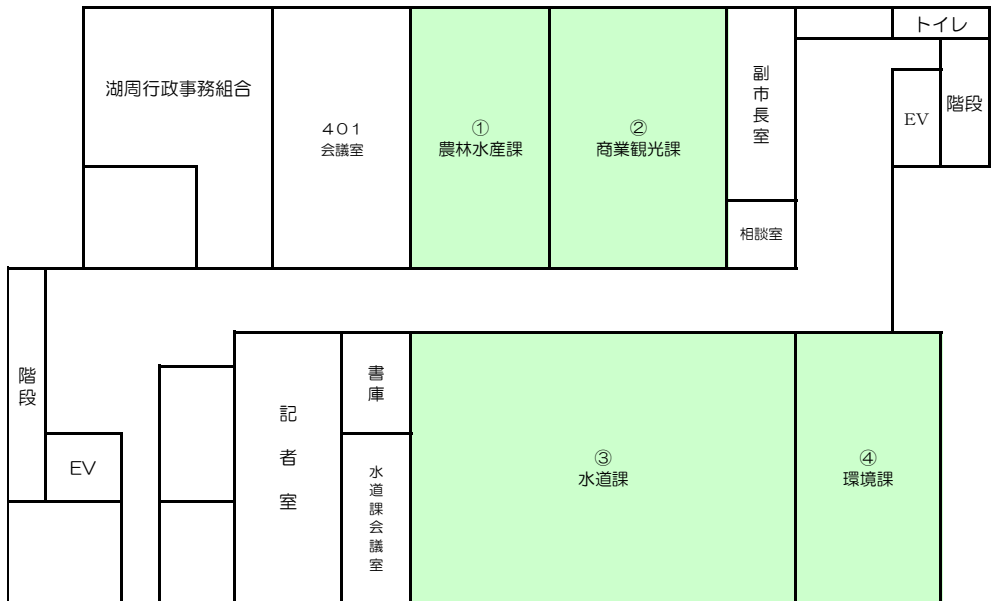 トイレ
湖周行政事務組合
401
会議室
①
農林水産課
②
商業観光課
副市長室
相談室
EV
階段
階段
EV
記者室
書庫
水道課会議室
③
水道課
④
環境課